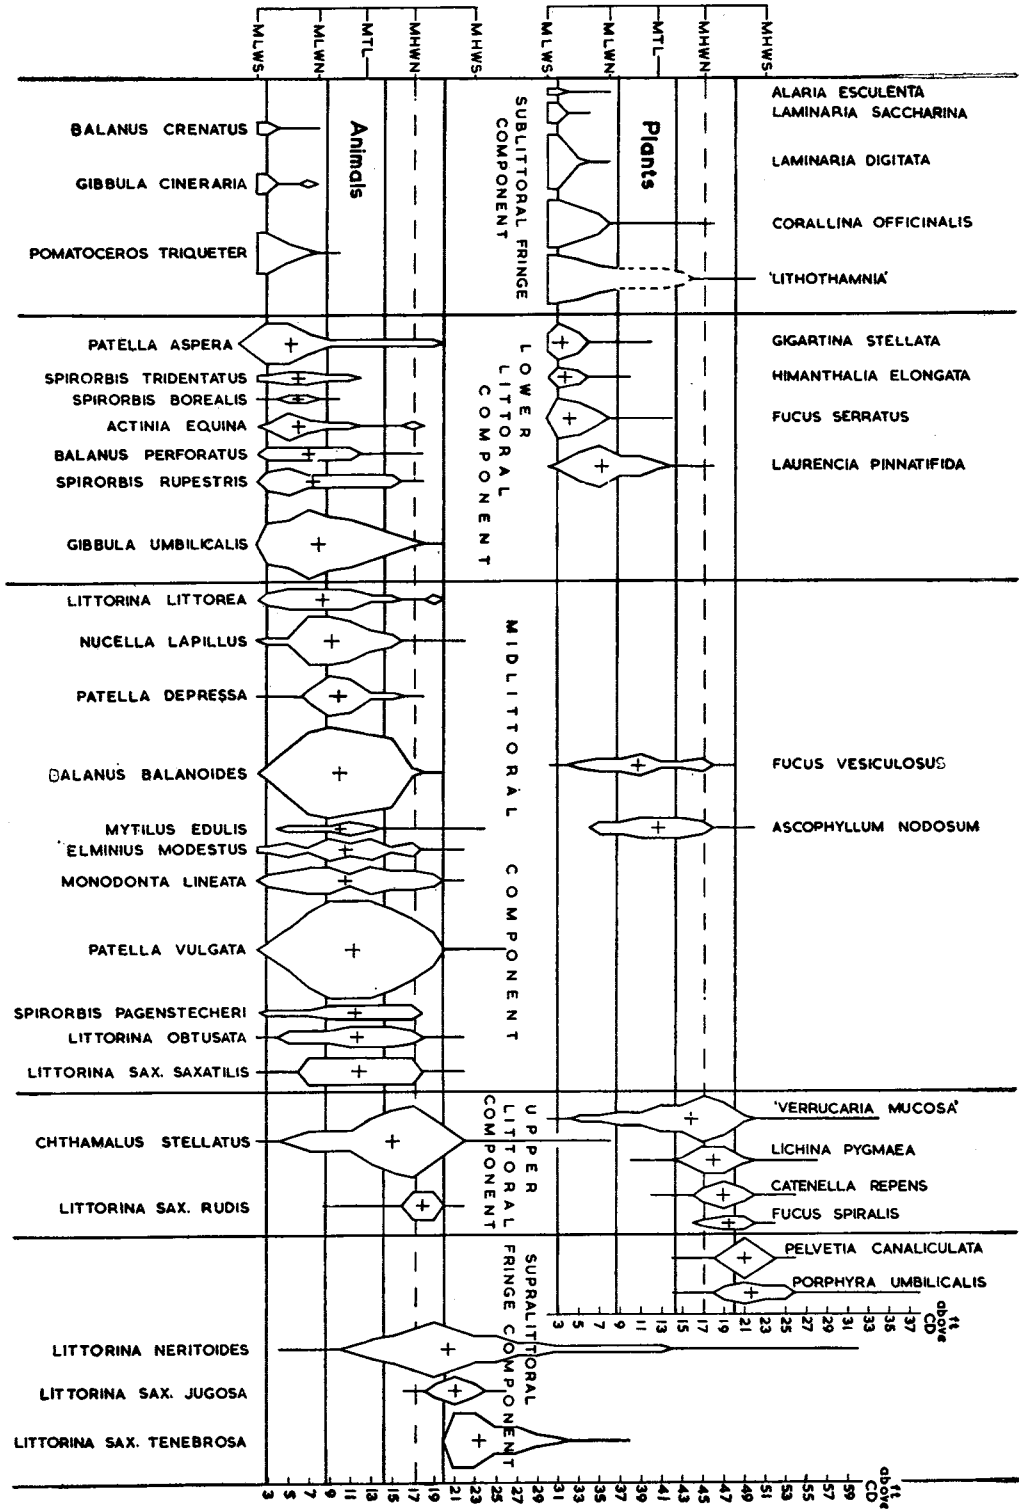 MLWS
MLWN
MTL
MHWN
MHWS
MLWS
MLWN
MTL
MHWN
MHWS
Animals
Plants
SUBLITTORAL FRINGE
COMPONENT
BALANUS CRENATUS
GIBBULA CINERARIA
POMATOCEROS TRIQUETER
ALARIA ESCULENTA
LAMINARIA SACCHARINA
LAMINARIA DIGITATA
CORALLINA OFFICINALIS
'LITHOTHAMNIA'
LOWER
LITTORAL
COMPONENT
PATELLA ASPERA
SPIRORBIS TRIDENTATUS
SPIRORBIS BOREALIS
ACTINIA EQUINA
BALANUS PERFORATUS
SPIRORBIS RUPESTRIS
GIBBULA UMBILICALIS
GIGARTINA STELLATA
HIMANTHALIA ELONGATA
FUCUS SERRATUS
LAURENCIA PINNATIFIDA
MIDLITTORAL COMPONENT
LITTORINA LITTOREA
NUCELLA LAPILLUS
PATELLA DEPRESSA
BALANUS BALANOIDES
MYTILUS EDULIS
ELMINIUS MODESTUS
MONODONTA LINEATA
PATELLA VULGATA
SPIRORBIS PAGENSTECHERI
LITTORINA OBTUSATA
LITTORINA SAX. SAXATILIS
FUCUS VESICULOSUS
ASCOPHYLLUM NODOSUM
UPPER
LITTORAL
COMPONENT
CHTHAMALUS STELLATUS
LITTORINA SAX. RUDIS
'VERRUCARIA MUCOSA'
LICHINA PYGMAEA
CATENELLA REPENS
FUCUS SPIRALIS
SUPRALITTORAL
FRINGE COMPONENT
PELVETIA CANALICULATA
PORPHYRA UMBILICALIS
3 5 7 9 11 13 15 17 19 21 23 25 27 29 31 33 35 37 ft above CD
LITTORINA NERITOIDES
LITTORINA SAX. JUGOSA
LITTORINA SAX. TENEBROSA
3 5 7 9 11 13 15 17 19 21 23 25 27 29 31 33 35 37 39 41 43 45 47 49 51 53 55 57 59 ft above CD